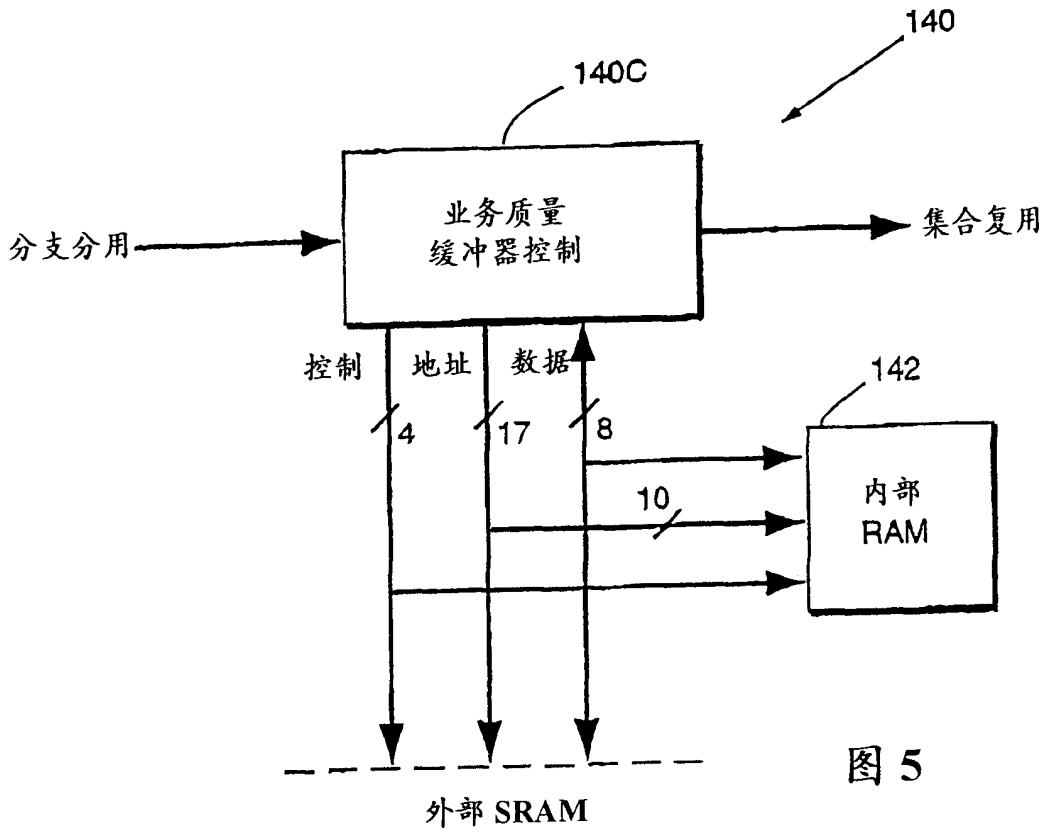 140
140C
业务质量
缓冲器控制
分支分用
集合复用
控制 地址 数据
4 17 8
142
10
内部
RAM
外部 SRAM
图 5